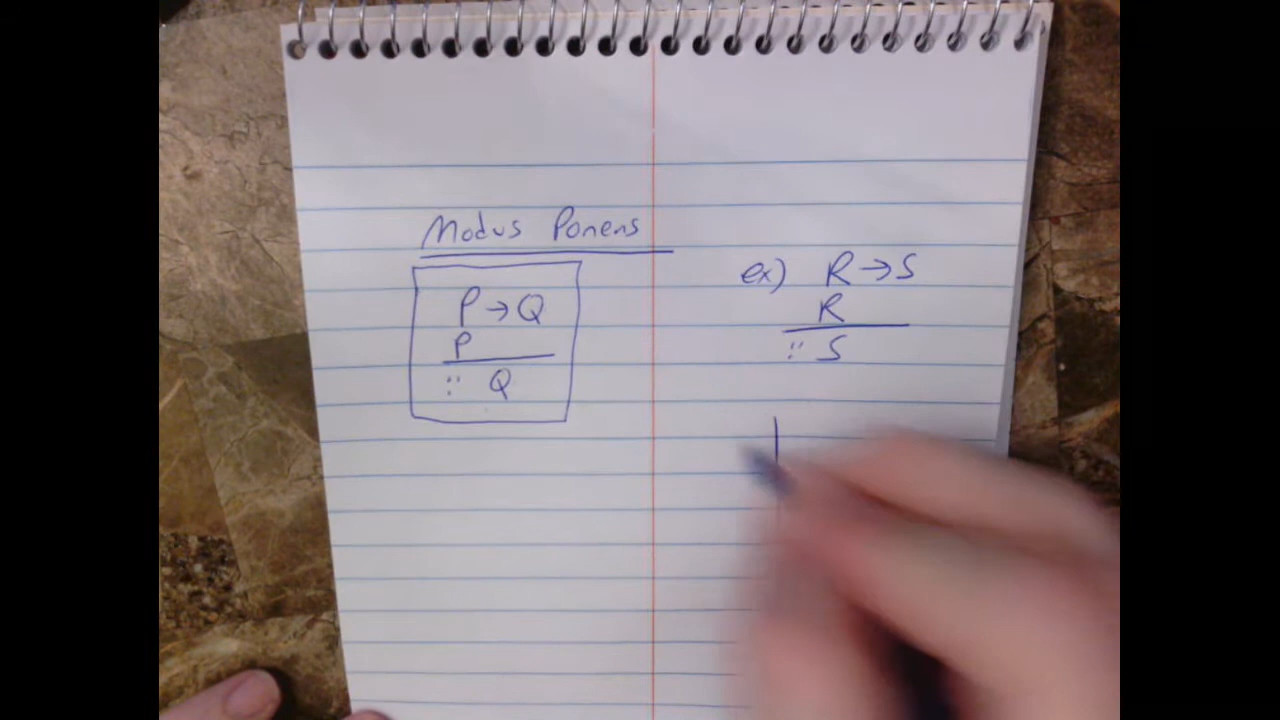 Modus Ponens
P → Q
P
∴ Q
ex) R → S
R
∴ S